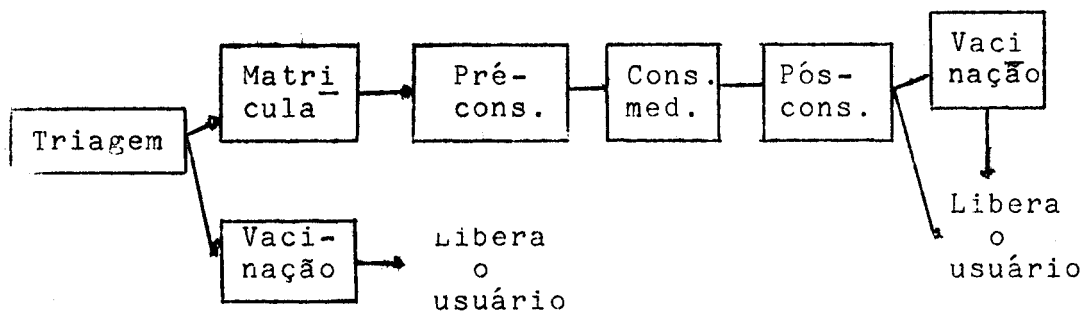 Triagem
Matri
cula
Pré-
cons.
Cons.
med.
Pós-
cons.
Vaci
nação
Libera
o
usuário
Vaci-
nação
Libera
o
usuário